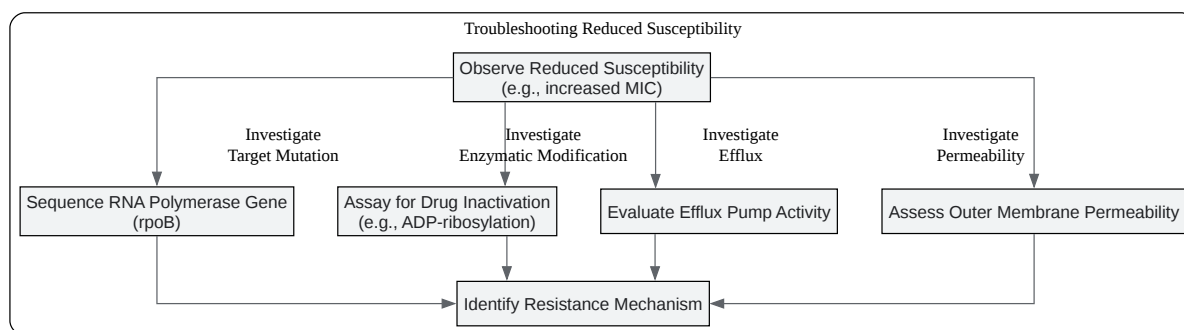 Troubleshooting Reduced Susceptibility
Observe Reduced Susceptibility
(e.g., increased MIC)
Investigate
Target Mutation
Investigate
Enzymatic Modification
Investigate
Efflux
Investigate
Permeability
Sequence RNA Polymerase Gene
(rpoB)
Assay for Drug Inactivation
(e.g., ADP-ribosylation)
Evaluate Efflux Pump Activity
Assess Outer Membrane Permeability
Identify Resistance Mechanism